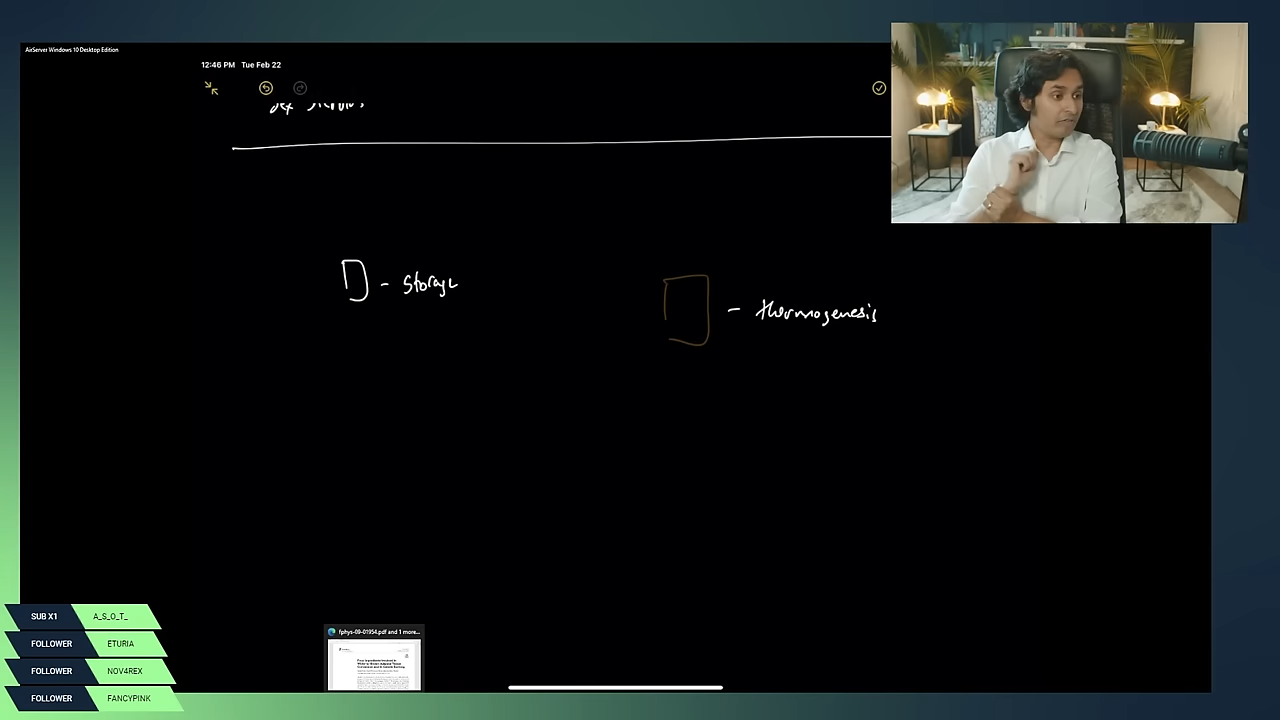 AirServer Windows 10 Desktop Edition
12:46 PM Tue Feb 22
- Storage
- thermogenesis
SUB X1 A_S_O_T_
FOLLOWER ETURIA
FOLLOWER NOV4REX
FOLLOWER FANCYPINK
fphys-09-01954.pdf and 1 more...